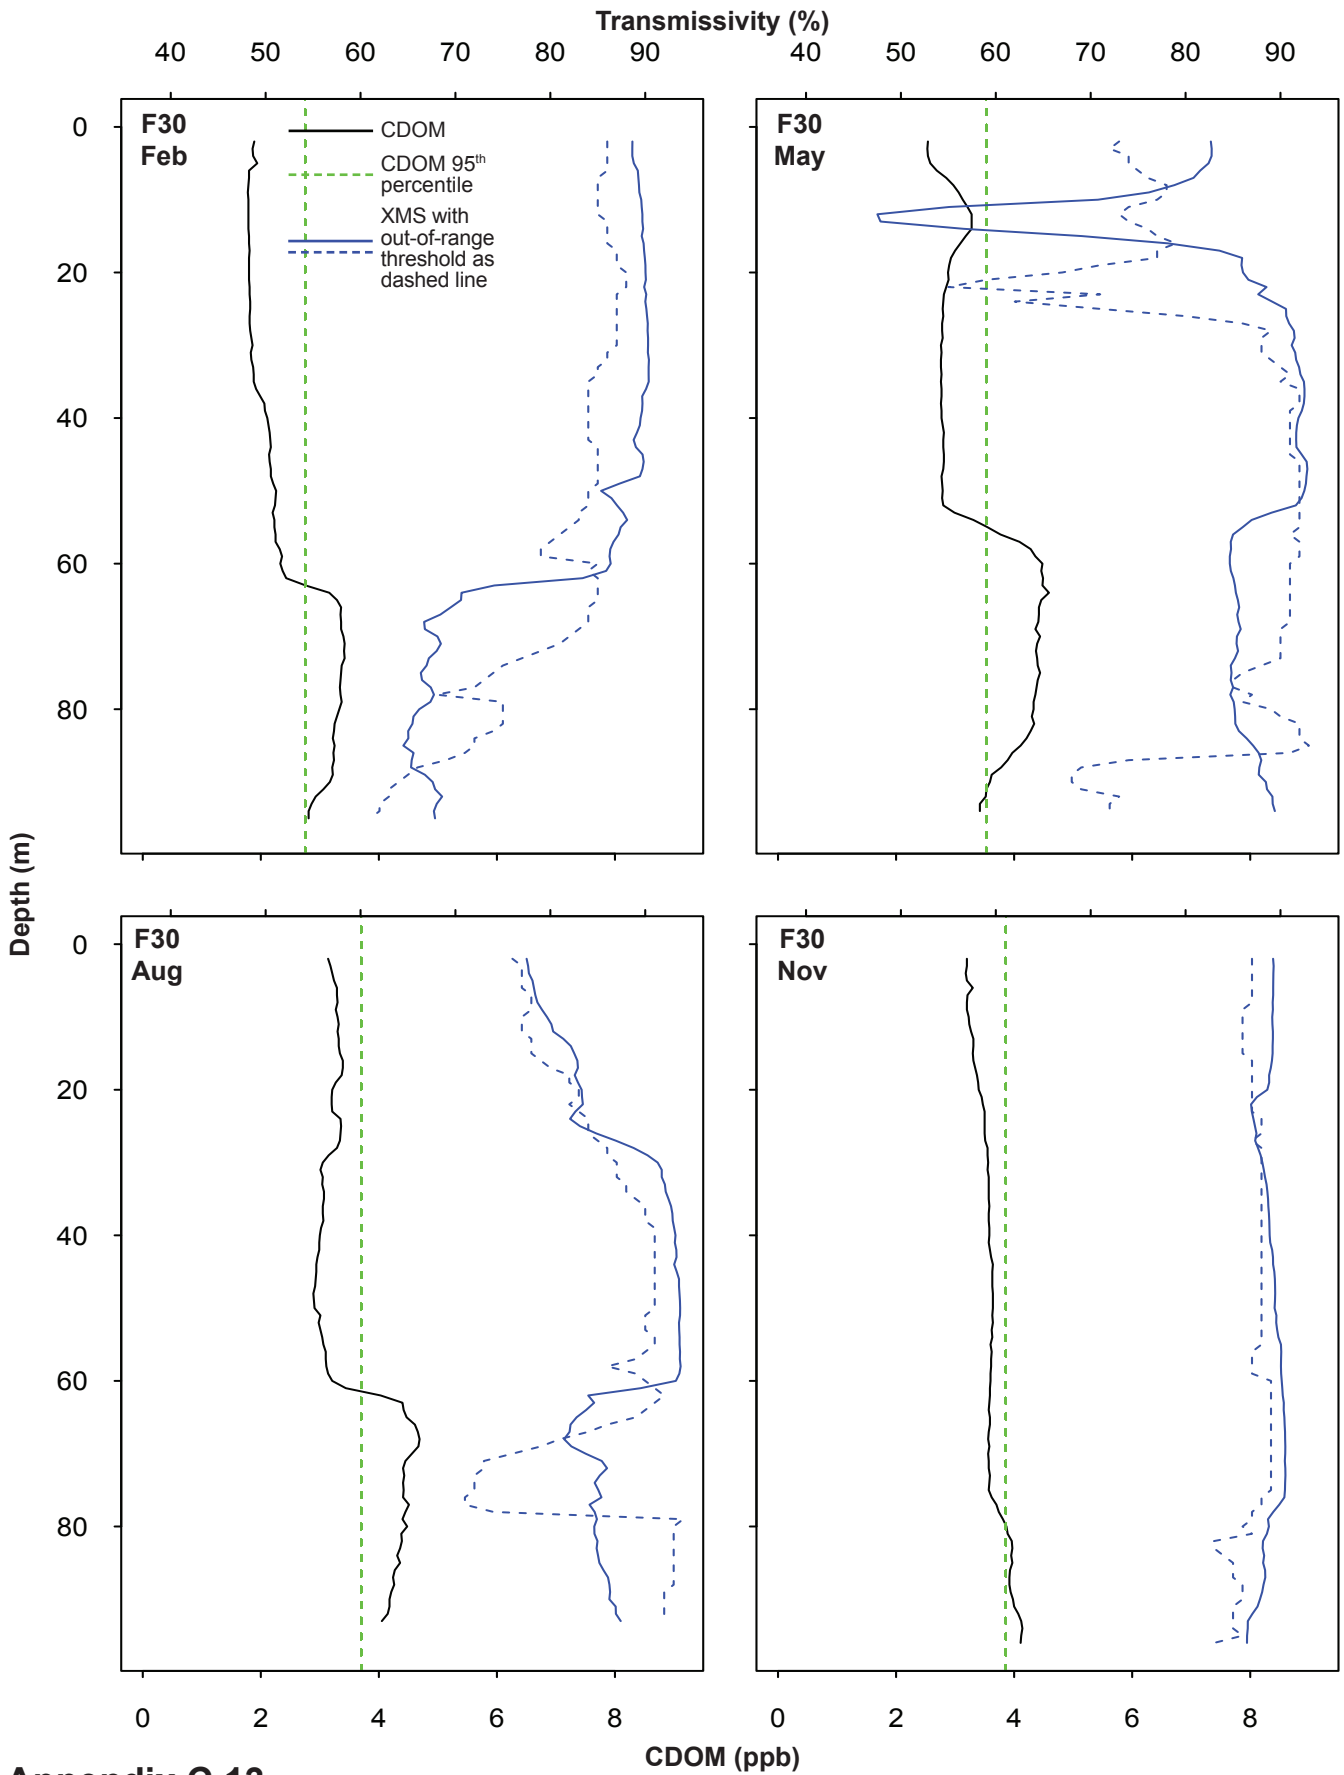 Transmissivity (%)
40 50 60 70 80 90 40 50 60 70 80 90
F30
Feb
CDOM
CDOM 95th
percentile
XMS with
out-of-range
threshold as
dashed line
F30
May
0
20
40
60
80
Depth (m)
F30
Aug
F30
Nov
0
20
40
60
80
0 2 4 6 8 0 2 4 6 8
CDOM (ppb)